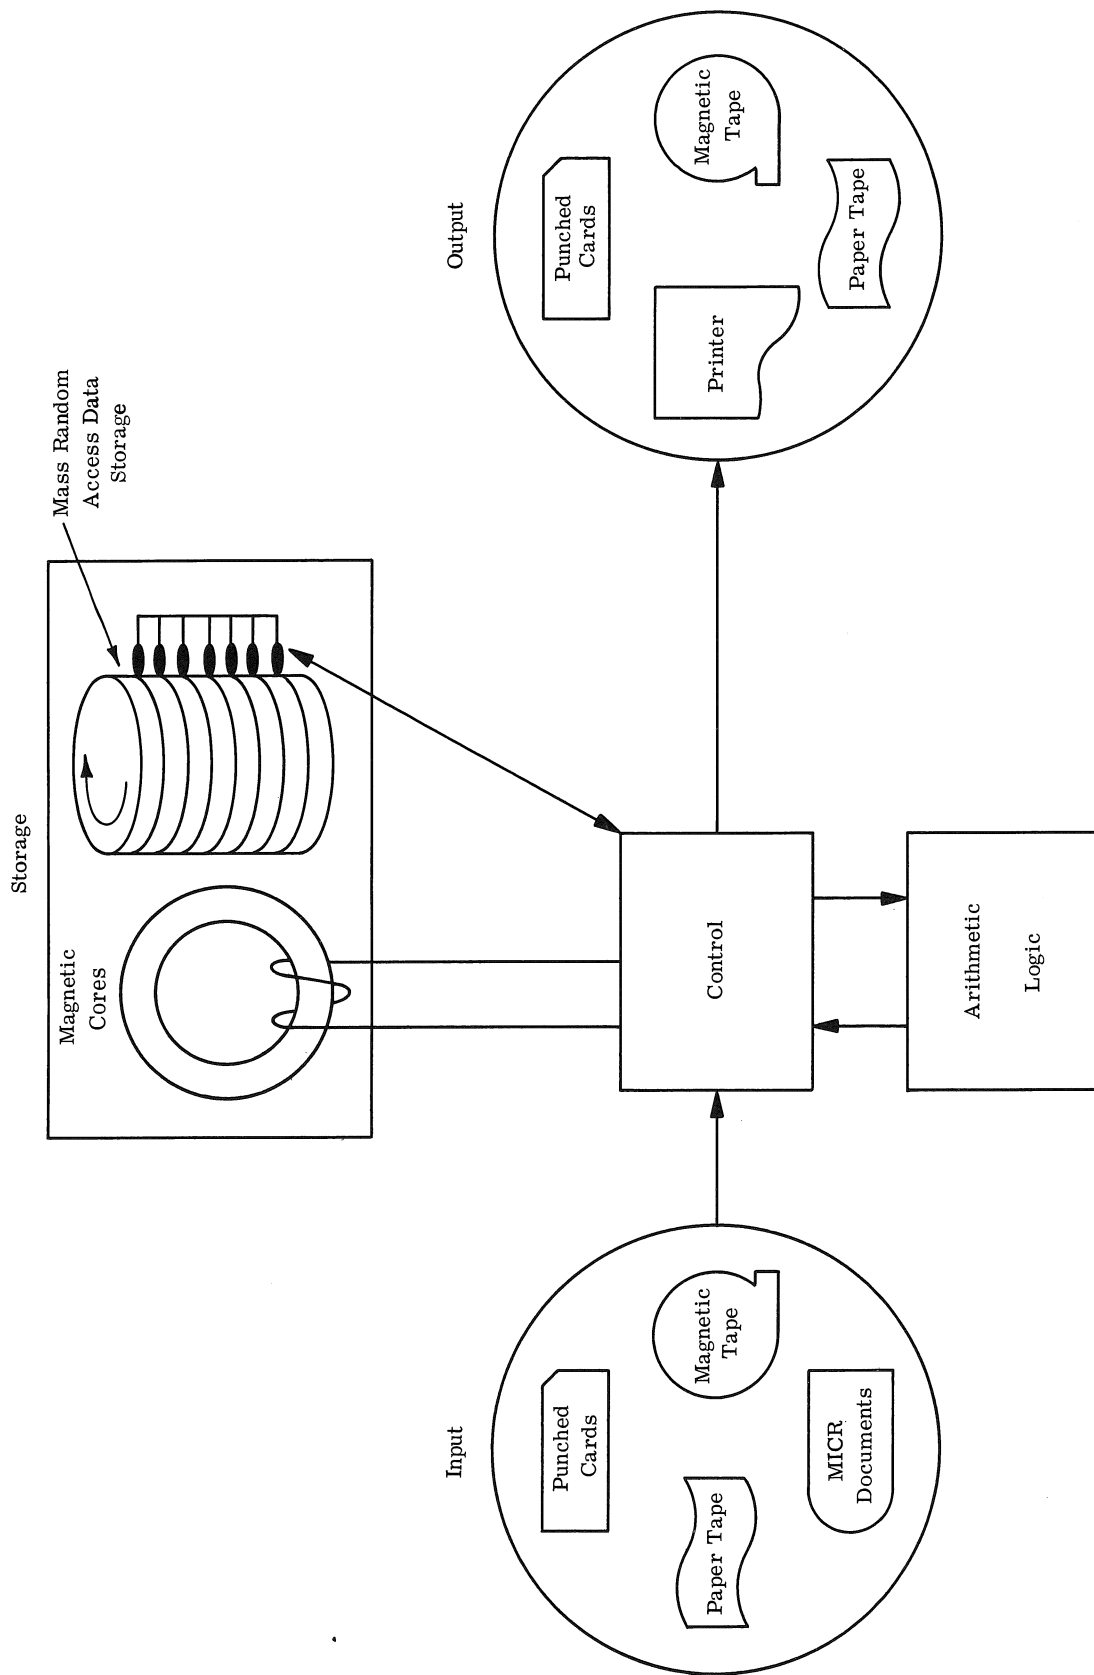 Storage
Magnetic
Cores
Mass Random
Access Data
Storage
Input
Punched
Cards
Paper Tape
Magnetic
Tape
MICR
Documents
Control
Arithmetic
Logic
Output
Punched
Cards
Printer
Magnetic
Tape
Paper Tape